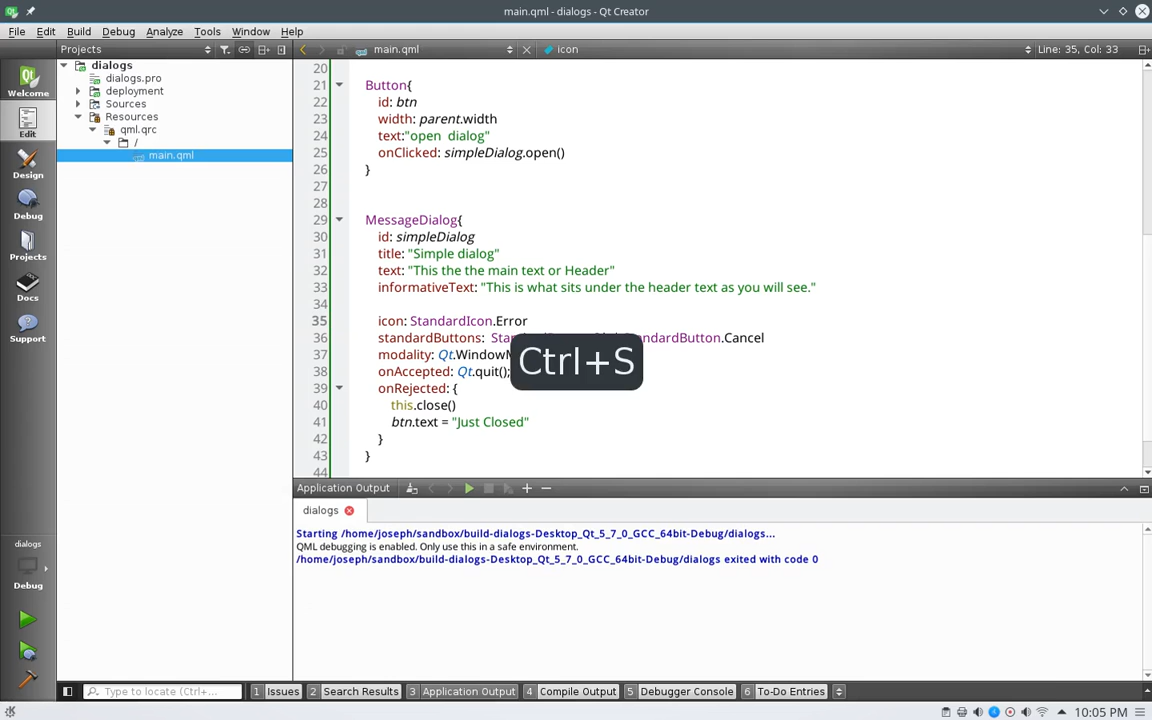 main.qml - dialogs - Qt Creator
File Edit Build Debug Analyze Tools Window Help
Projects
main.qml
icon
Line: 35, Col: 33
Welcome
Edit
Design
Debug
Projects
Docs
Support
dialogs
Debug
dialogs
dialogs.pro
deployment
Sources
Resources
qml.qrc
/
main.qml
20
21 Button{
22 id: btn
23 width: parent.width
24 text:"open  dialog"
25 onClicked: simpleDialog.open()
26 }
27
28
29 MessageDialog{
30 id: simpleDialog
31 title: "Simple dialog"
32 text: "This the the main text or Header"
33 informativeText: "This is what sits under the header text as you will see."
34
35 icon: StandardIcon.Error
36 standardButtons: StandardButton.Cancel
37 modality: Qt.Window
38 onAccepted: Qt.quit();
39 onRejected: {
40 this.close()
41 btn.text = "Just Closed"
42 }
43 }
44
Ctrl+S
Application Output
dialogs
Starting /home/joseph/sandbox/build-dialogs-Desktop_Qt_5_7_0_GCC_64bit-Debug/dialogs...
QML debugging is enabled. Only use this in a safe environment.
/home/joseph/sandbox/build-dialogs-Desktop_Qt_5_7_0_GCC_64bit-Debug/dialogs exited with code 0
Type to locate (Ctrl+...
1 Issues 2 Search Results 3 Application Output 4 Compile Output 5 Debugger Console 6 To-Do Entries
10:05 PM